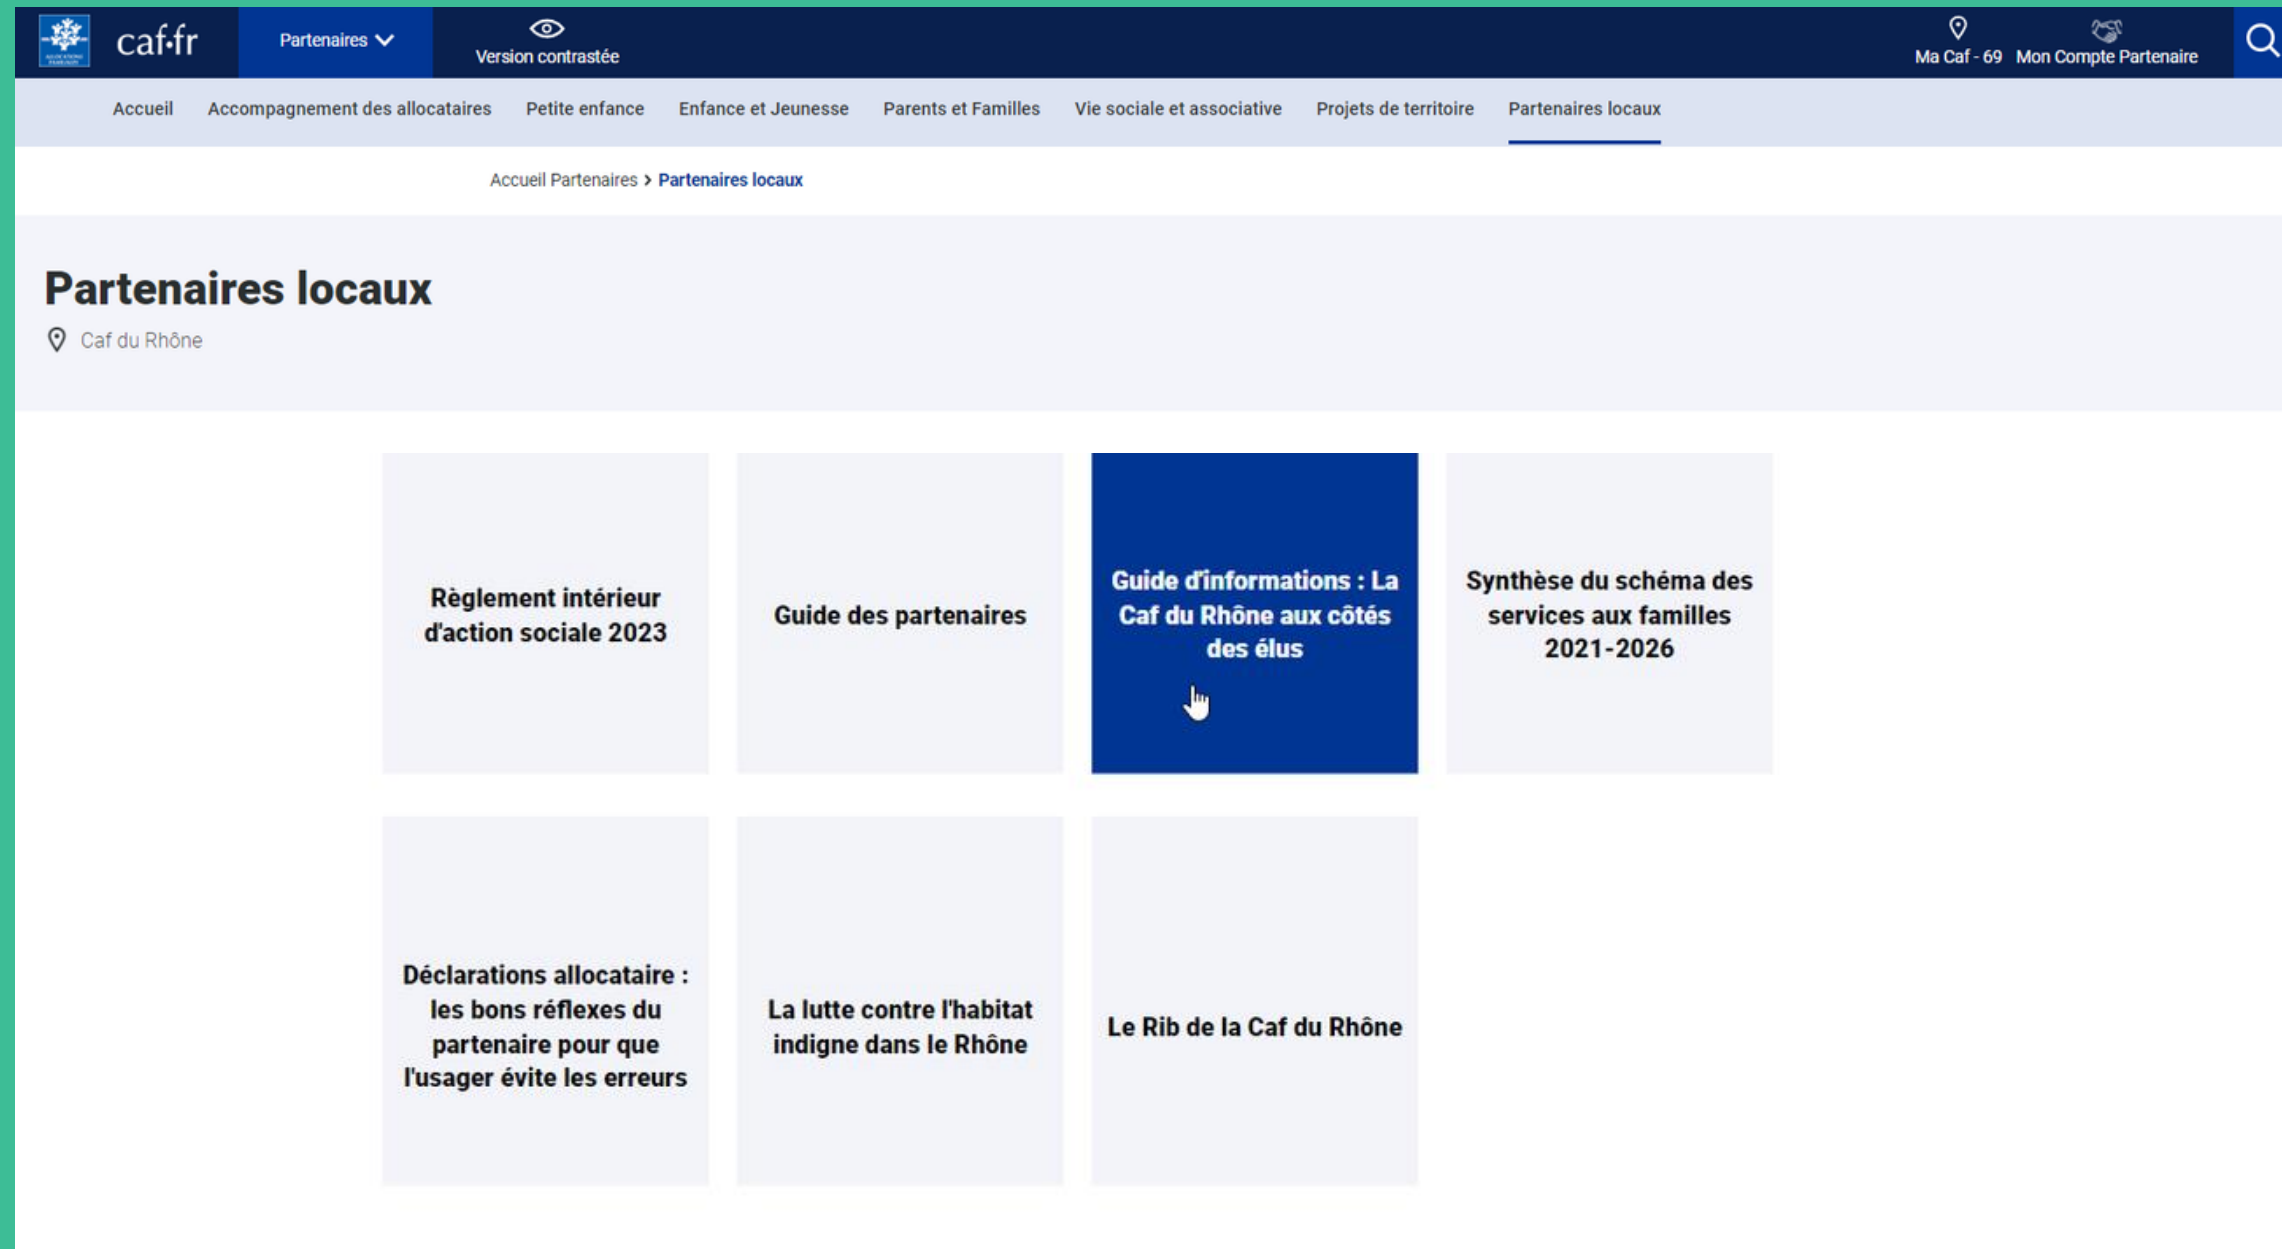 caf·fr
Partenaires
Version contrastée
Ma Caf - 69
Mon Compte Partenaire
Accueil
Accompagnement des allocataires
Petite enfance
Enfance et Jeunesse
Parents et Familles
Vie sociale et associative
Projets de territoire
Partenaires locaux
Accueil Partenaires > Partenaires locaux
Partenaires locaux
Caf du Rhône
Règlement intérieur
d'action sociale 2023
Guide des partenaires
Guide d'informations : La
Caf du Rhône aux côtés
des élus
Synthèse du schéma des
services aux familles
2021-2026
Déclarations allocataire :
les bons réflexes du
partenaire pour que
l'usager évite les erreurs
La lutte contre l'habitat
indigne dans le Rhône
Le Rib de la Caf du Rhône